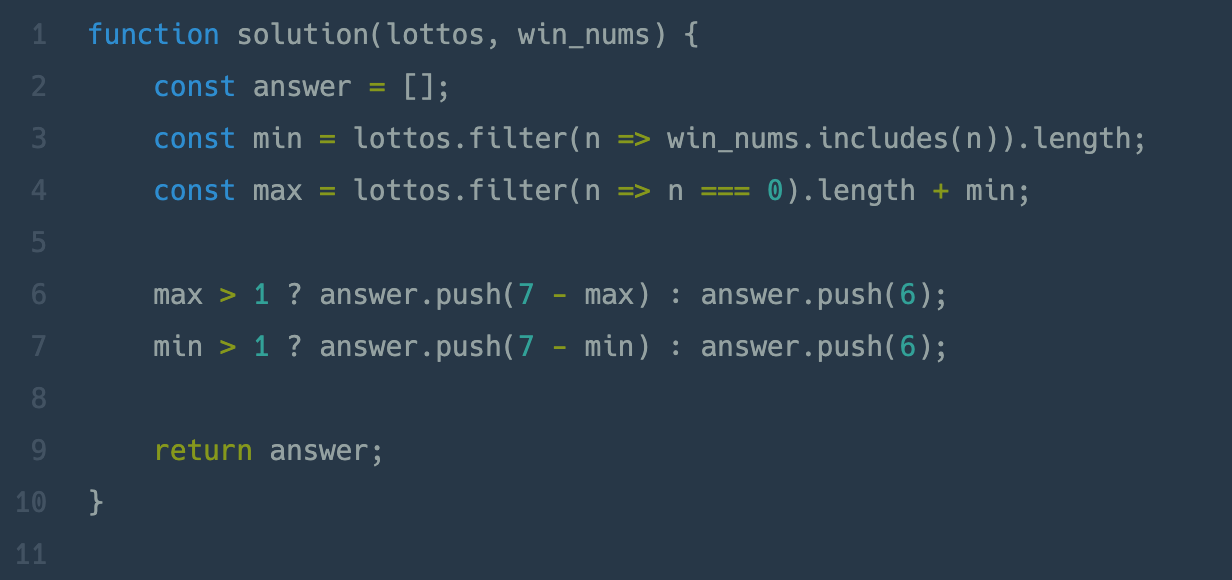 1 function solution(lottos, win_nums) {
2     const answer = [];
3     const min = lottos.filter(n => win_nums.includes(n)).length;
4     const max = lottos.filter(n => n === 0).length + min;
5
6     max > 1 ? answer.push(7 - max) : answer.push(6);
7     min > 1 ? answer.push(7 - min) : answer.push(6);
8
9     return answer;
10 }
11